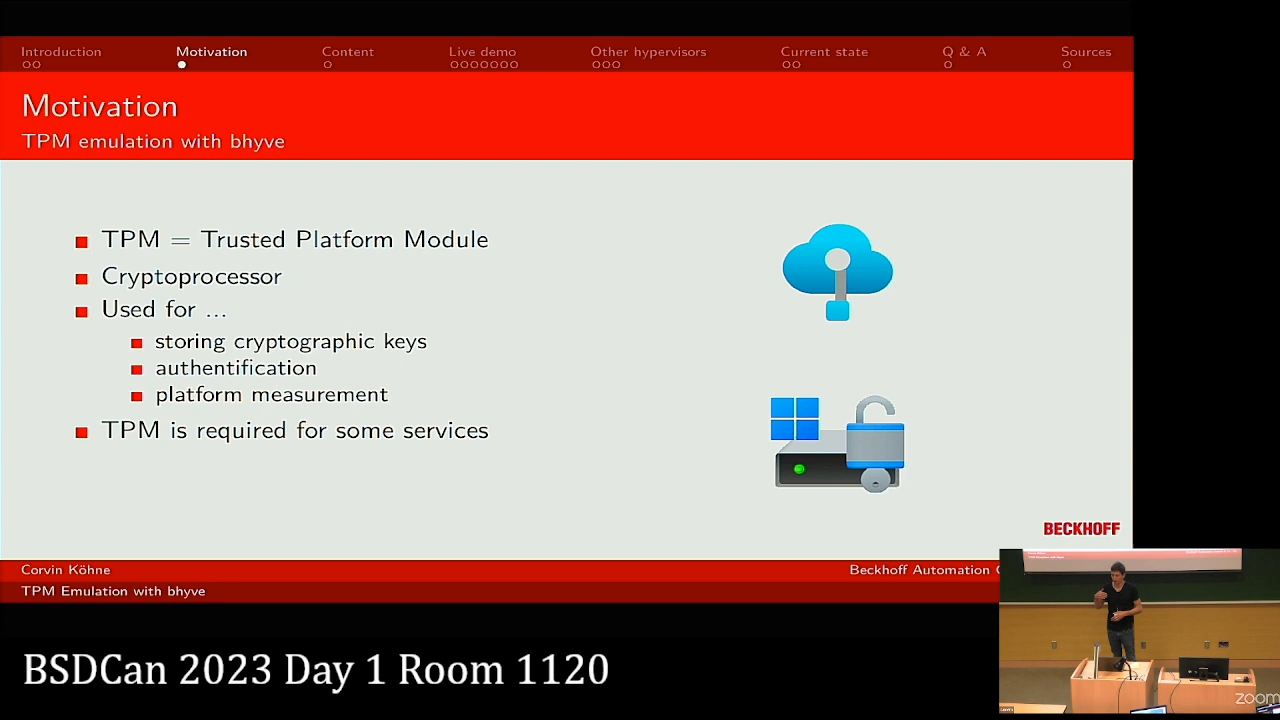 Introduction Motivation Content Live demo Other hypervisors Current state Q & A Sources
Motivation
TPM emulation with bhyve
TPM = Trusted Platform Module
Cryptoprocessor
Used for ...
storing cryptographic keys
authentification
platform measurement
TPM is required for some services
BECKHOFF
Corvin Köhne
Beckhoff Automation
TPM Emulation with bhyve
BSDCan 2023 Day 1 Room 1120
zoom